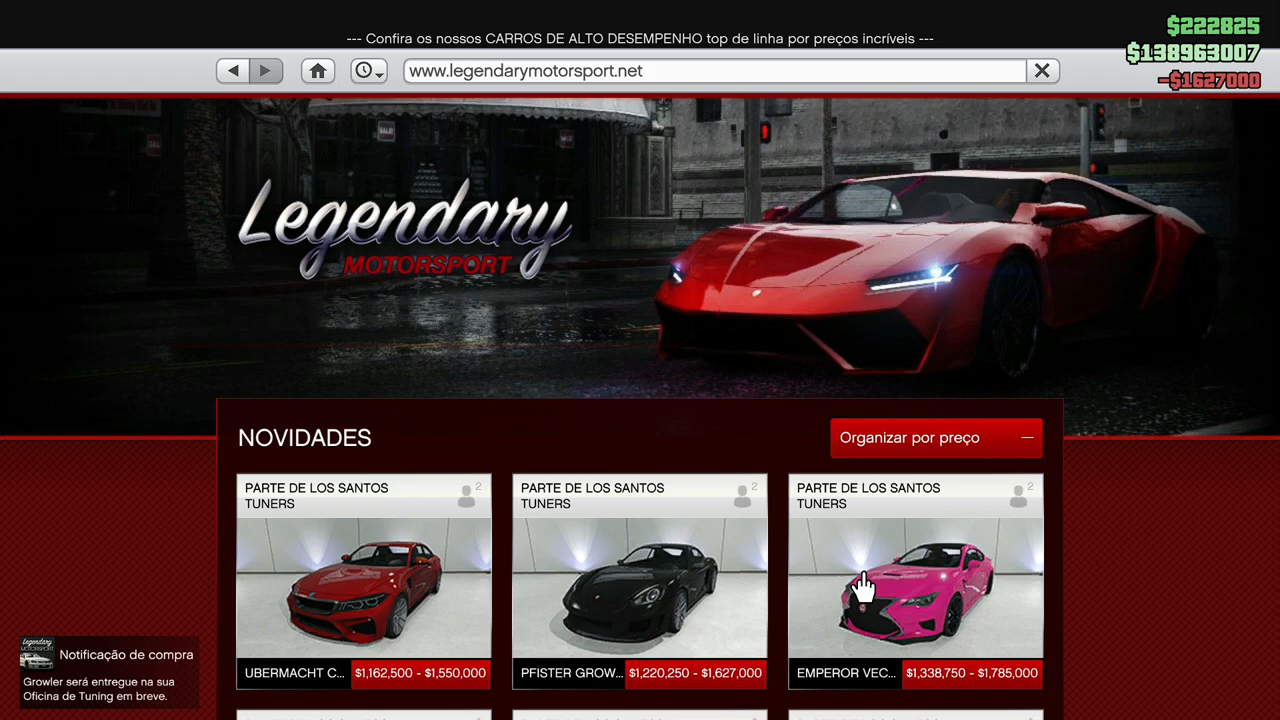 --- Confira os nossos CARROS DE ALTO DESEMPENHO top de linha por preços incríveis ---
$222825
$138963007
-$1627000
www.legendarymotorsport.net
Legendary
MOTORSPORT
NOVIDADES
Organizar por preço
PARTE DE LOS SANTOS
TUNERS
2
UBERMACHT C...
$1,162,500 - $1,550,000
PARTE DE LOS SANTOS
TUNERS
2
PFISTER GROW...
$1,220,250 - $1,627,000
PARTE DE LOS SANTOS
TUNERS
2
EMPEROR VEC...
$1,338,750 - $1,785,000
Legendary
MOTORSPORT
Notificação de compra
Growler será entregue na sua
Oficina de Tuning em breve.